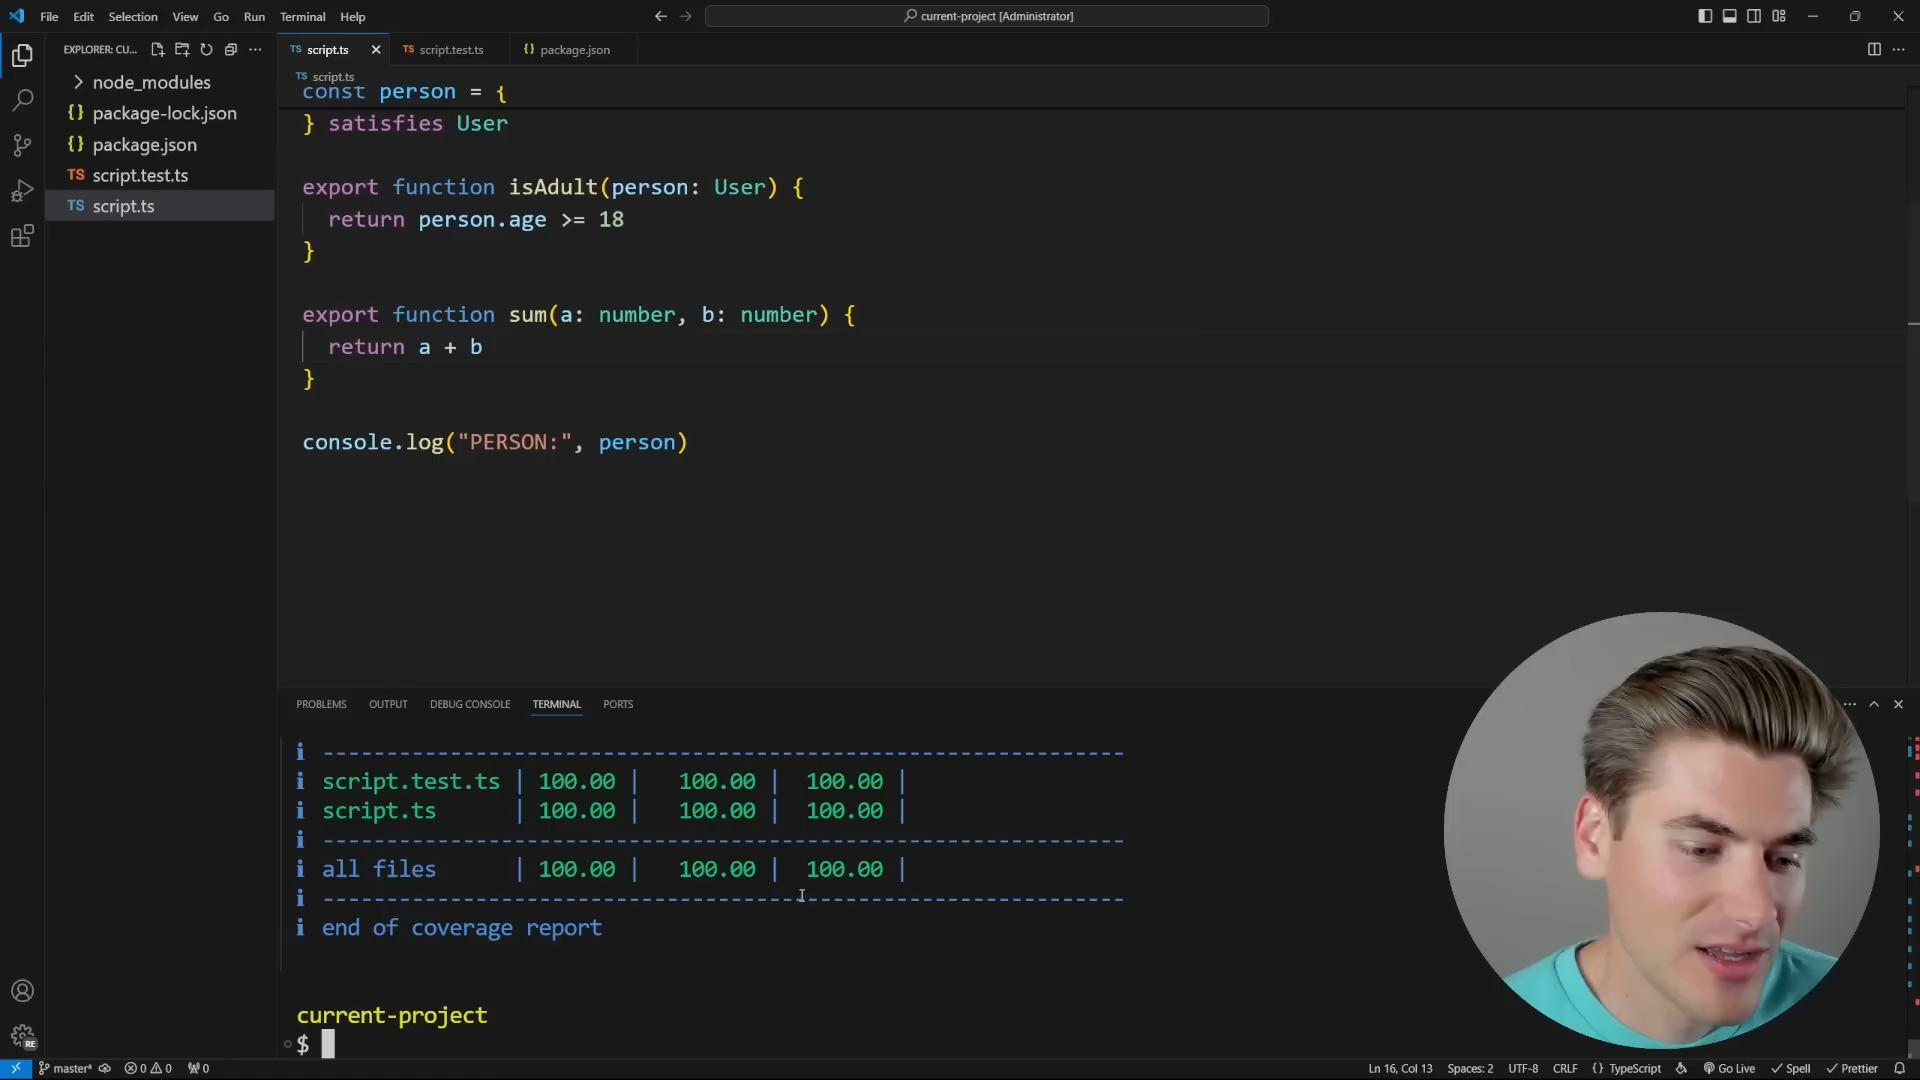 File Edit Selection View Go Run Terminal Help
current-project [Administrator]
EXPLORER: CU...
node_modules
package-lock.json
package.json
script.test.ts
script.ts
TS script.ts
TS script.test.ts
{} package.json
TS script.ts
const person = {
} satisfies User
export function isAdult(person: User) {
return person.age >= 18
}
export function sum(a: number, b: number) {
return a + b
}
console.log("PERSON:", person)
PROBLEMS OUTPUT DEBUG CONSOLE TERMINAL PORTS
ℹ ---------------------------------------------------------------
ℹ script.test.ts | 100.00 | 100.00 | 100.00 |
ℹ script.ts | 100.00 | 100.00 | 100.00 |
ℹ ---------------------------------------------------------------
ℹ all files | 100.00 | 100.00 | 100.00 |
ℹ ---------------------------------------------------------------
ℹ end of coverage report
current-project
$
RE
master* 0 0 0 Ln 16, Col 13 Spaces: 2 UTF-8 CRLF {} TypeScript Go Live Spell Prettier